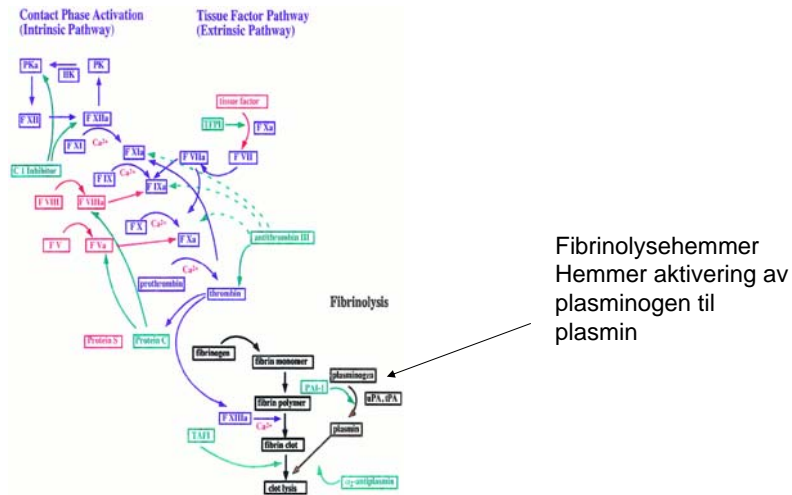 Contact Phase Activation
(Intrinsic Pathway)
Tissue Factor Pathway
(Extrinsic Pathway)
PKa
HK
PK
F XII
F XIIa
tissue factor
TFPI
F Xa
F XI
Ca2+
F XIa
F VIIa
F VII
C 1 Inhibitor
F IX
Ca2+
F IXa
F VIII
F VIIIa
F X
Ca2+
F V
F Va
F Xa
antithrombin III
prothrombin
Ca2+
thrombin
Fibrinolysis
Protein S
Protein C
fibrinogen
fibrin monomer
plasminogen
PAI-1
uPA, tPA
fibrin polymer
F XIIIa
Ca2+
plasmin
TAFI
fibrin clot
α2-antiplasmin
clot lysis
Fibrinolysehemmer
Hemmer aktivering av
plasminogen til
plasmin